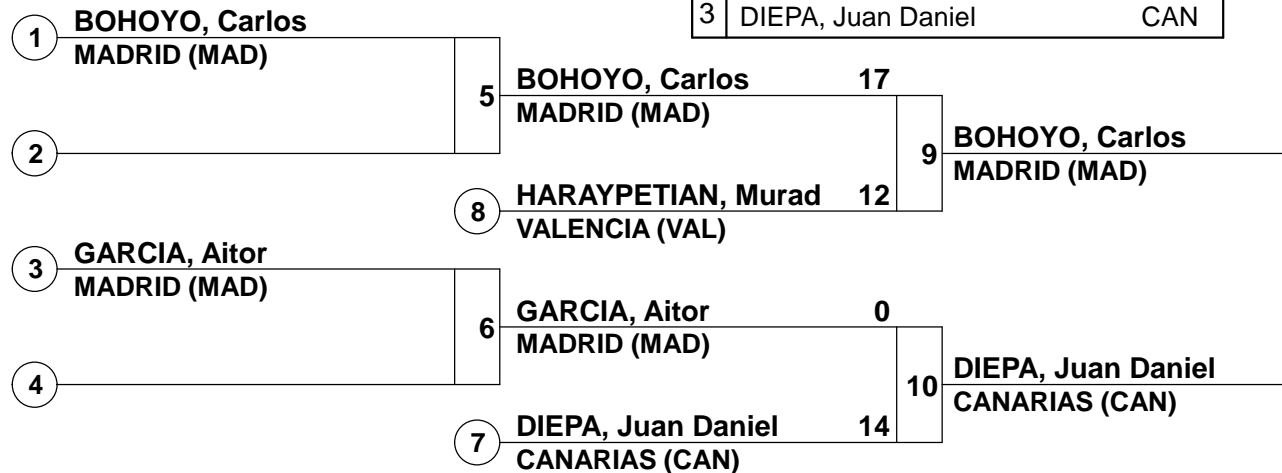 3 DIEPA, Juan Daniel CAN
1 BOHOYO, Carlos
MADRID (MAD)
2
5 BOHOYO, Carlos 17
MADRID (MAD)
8 HARAYPETIAN, Murad 12
VALENCIA (VAL)
9 BOHOYO, Carlos
MADRID (MAD)
3 GARCIA, Aitor
MADRID (MAD)
4
6 GARCIA, Aitor 0
MADRID (MAD)
7 DIEPA, Juan Daniel 14
CANARIAS (CAN)
10 DIEPA, Juan Daniel
CANARIAS (CAN)